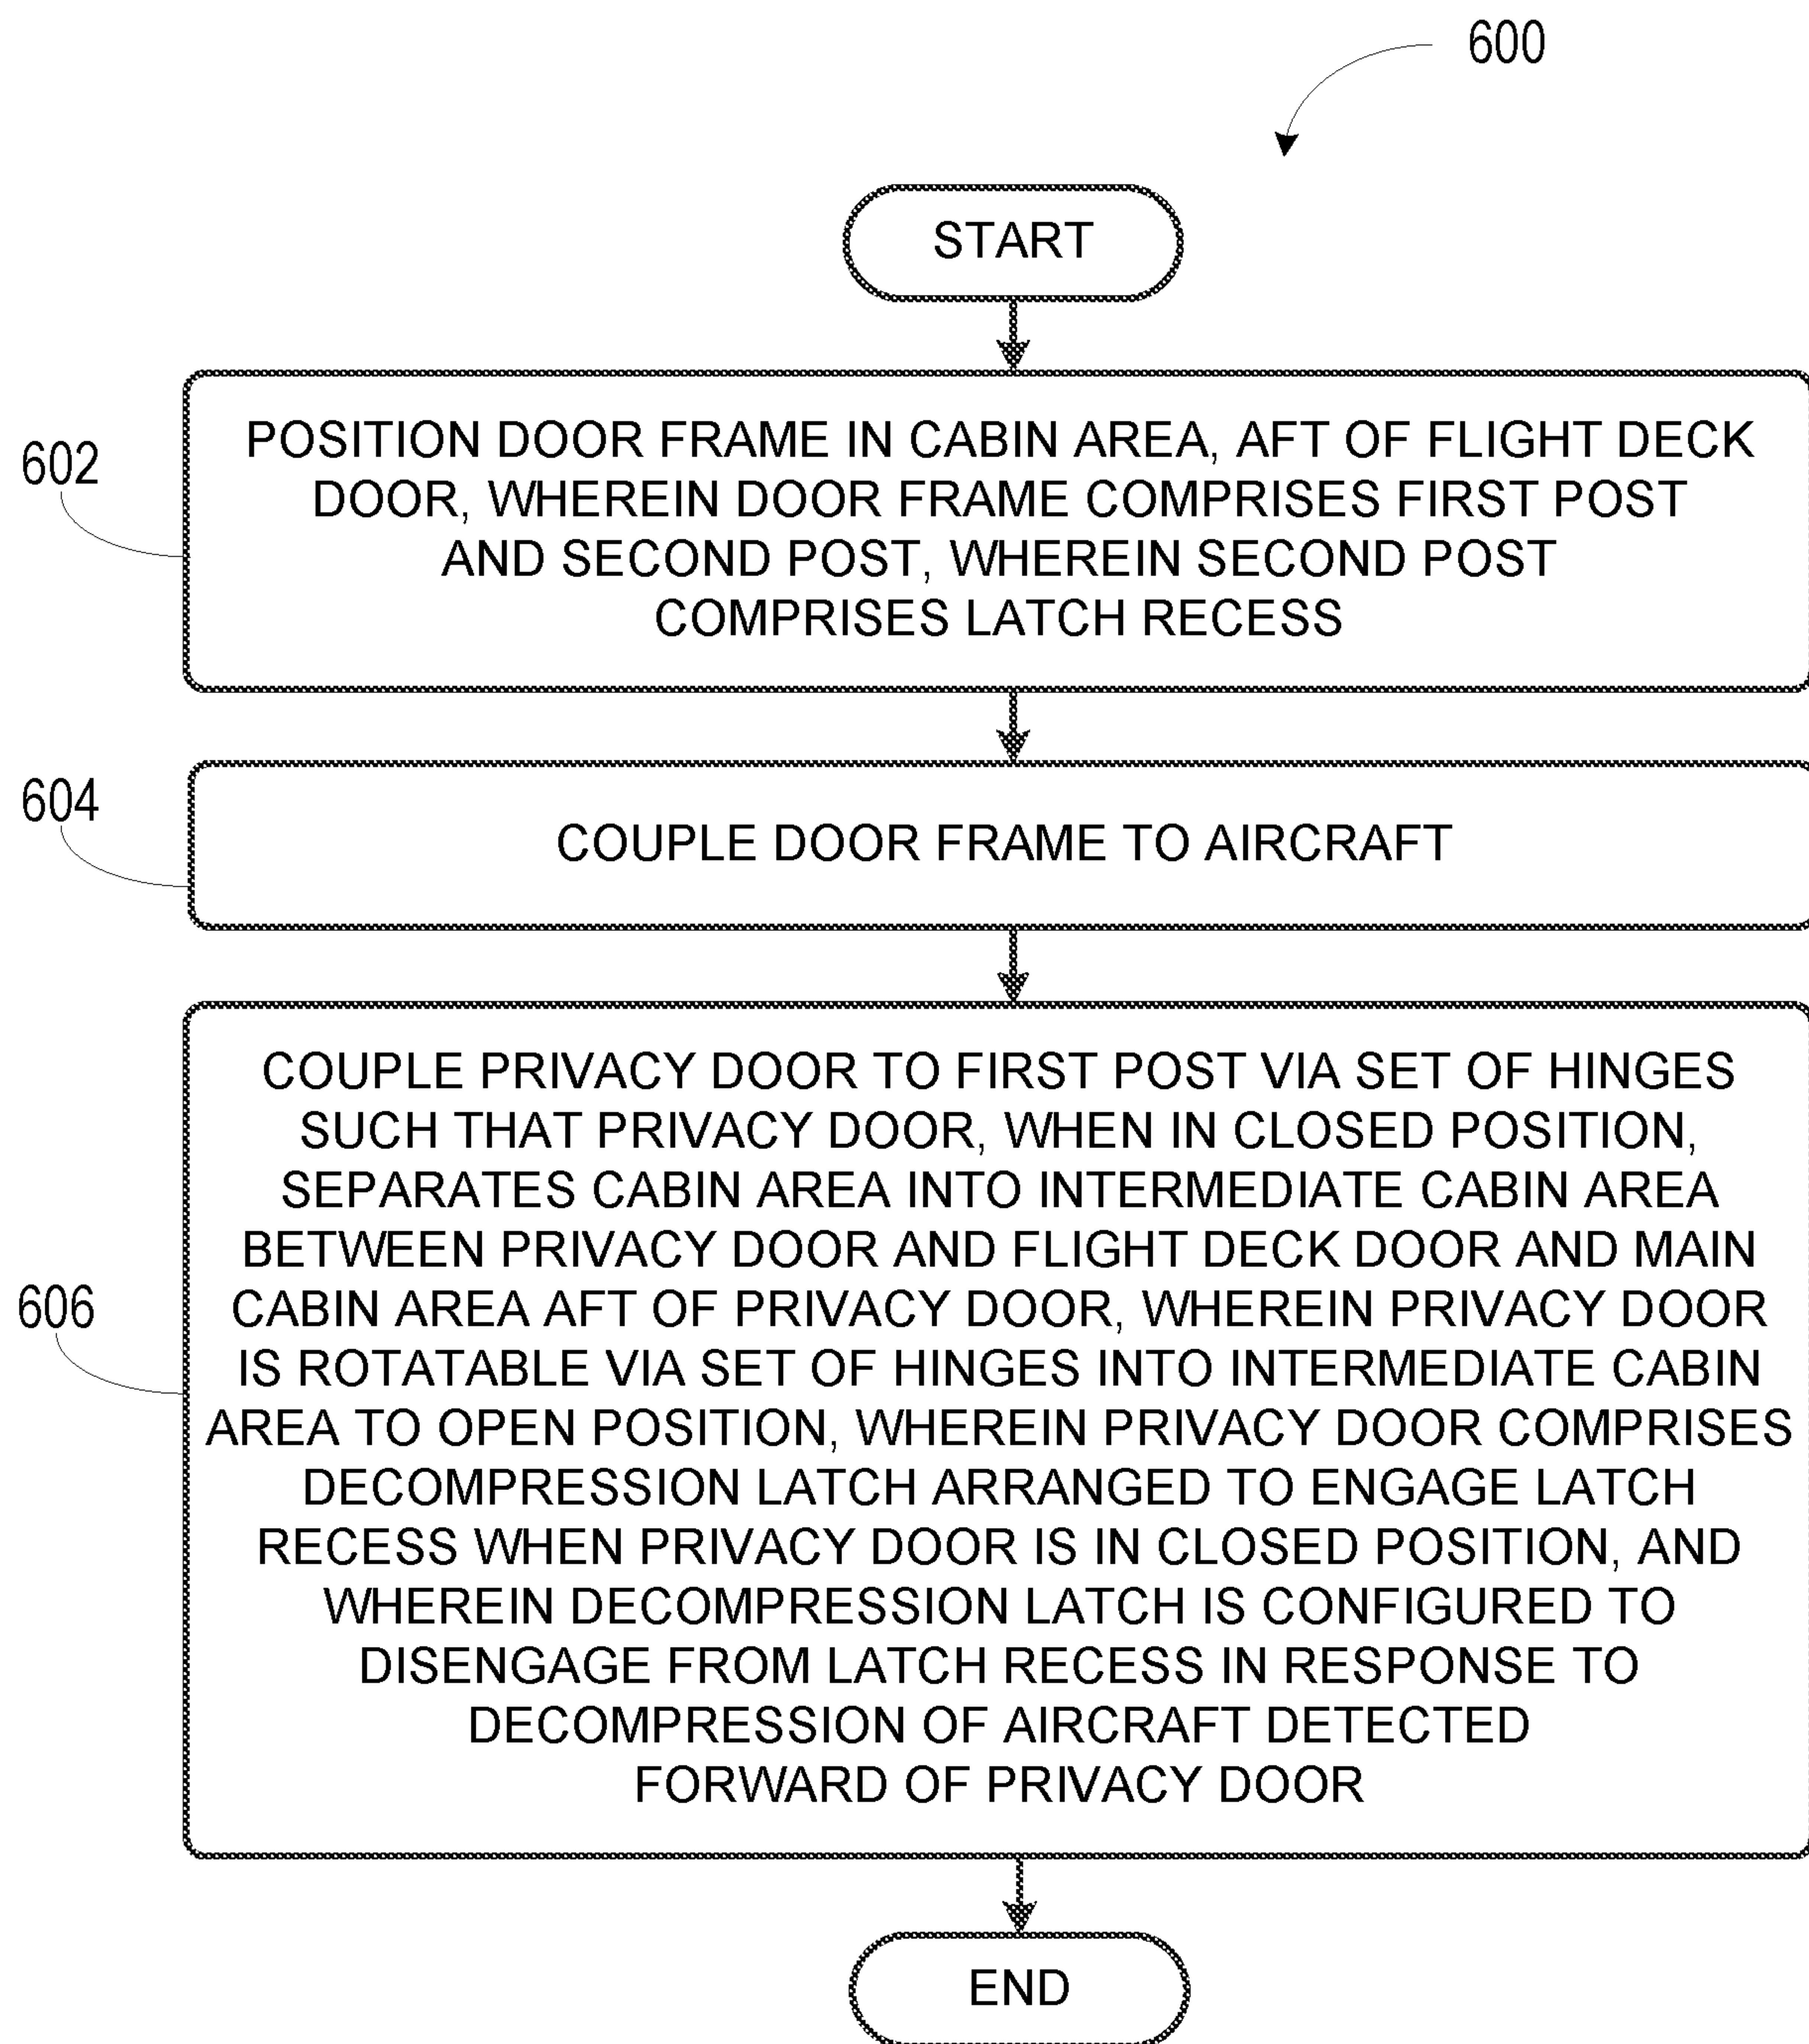 600
START
602
POSITION DOOR FRAME IN CABIN AREA, AFT OF FLIGHT DECK
DOOR, WHEREIN DOOR FRAME COMPRISES FIRST POST
AND SECOND POST, WHEREIN SECOND POST
COMPRISES LATCH RECESS
604
COUPLE DOOR FRAME TO AIRCRAFT
606
COUPLE PRIVACY DOOR TO FIRST POST VIA SET OF HINGES
SUCH THAT PRIVACY DOOR, WHEN IN CLOSED POSITION,
SEPARATES CABIN AREA INTO INTERMEDIATE CABIN AREA
BETWEEN PRIVACY DOOR AND FLIGHT DECK DOOR AND MAIN
CABIN AREA AFT OF PRIVACY DOOR, WHEREIN PRIVACY DOOR
IS ROTATABLE VIA SET OF HINGES INTO INTERMEDIATE CABIN
AREA TO OPEN POSITION, WHEREIN PRIVACY DOOR COMPRISES
DECOMPRESSION LATCH ARRANGED TO ENGAGE LATCH
RECESS WHEN PRIVACY DOOR IS IN CLOSED POSITION, AND
WHEREIN DECOMPRESSION LATCH IS CONFIGURED TO
DISENGAGE FROM LATCH RECESS IN RESPONSE TO
DECOMPRESSION OF AIRCRAFT DETECTED
FORWARD OF PRIVACY DOOR
END